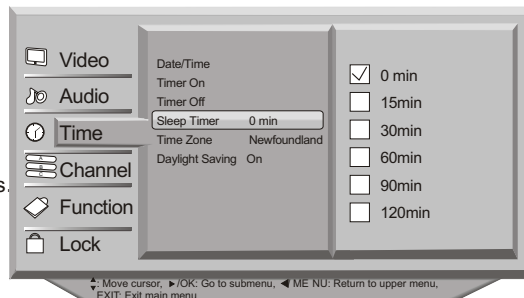 Video
Audio
Time
Channel
Function
Lock
Date/Time
Timer On
Timer Off
Sleep Timer 0 min
Time Zone Newfoundland
Daylight Saving On
0 min
15min
30min
60min
90min
120min
s.
: Move cursor, ►/OK: Go to submenu, ◄ ME NU: Return to upper menu,
EXIT: Exit main menu